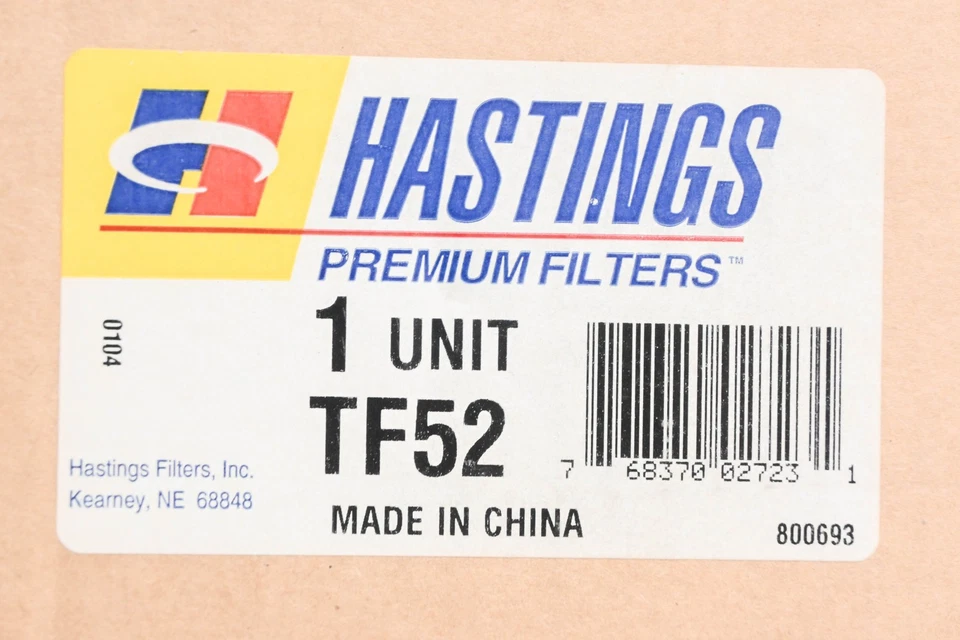 HASTINGS
PREMIUM FILTERS™
1 UNIT
0104
TF52
Hastings Filters, Inc.
Kearney, NE 68848
7 68370 02723 1
MADE IN CHINA
800693